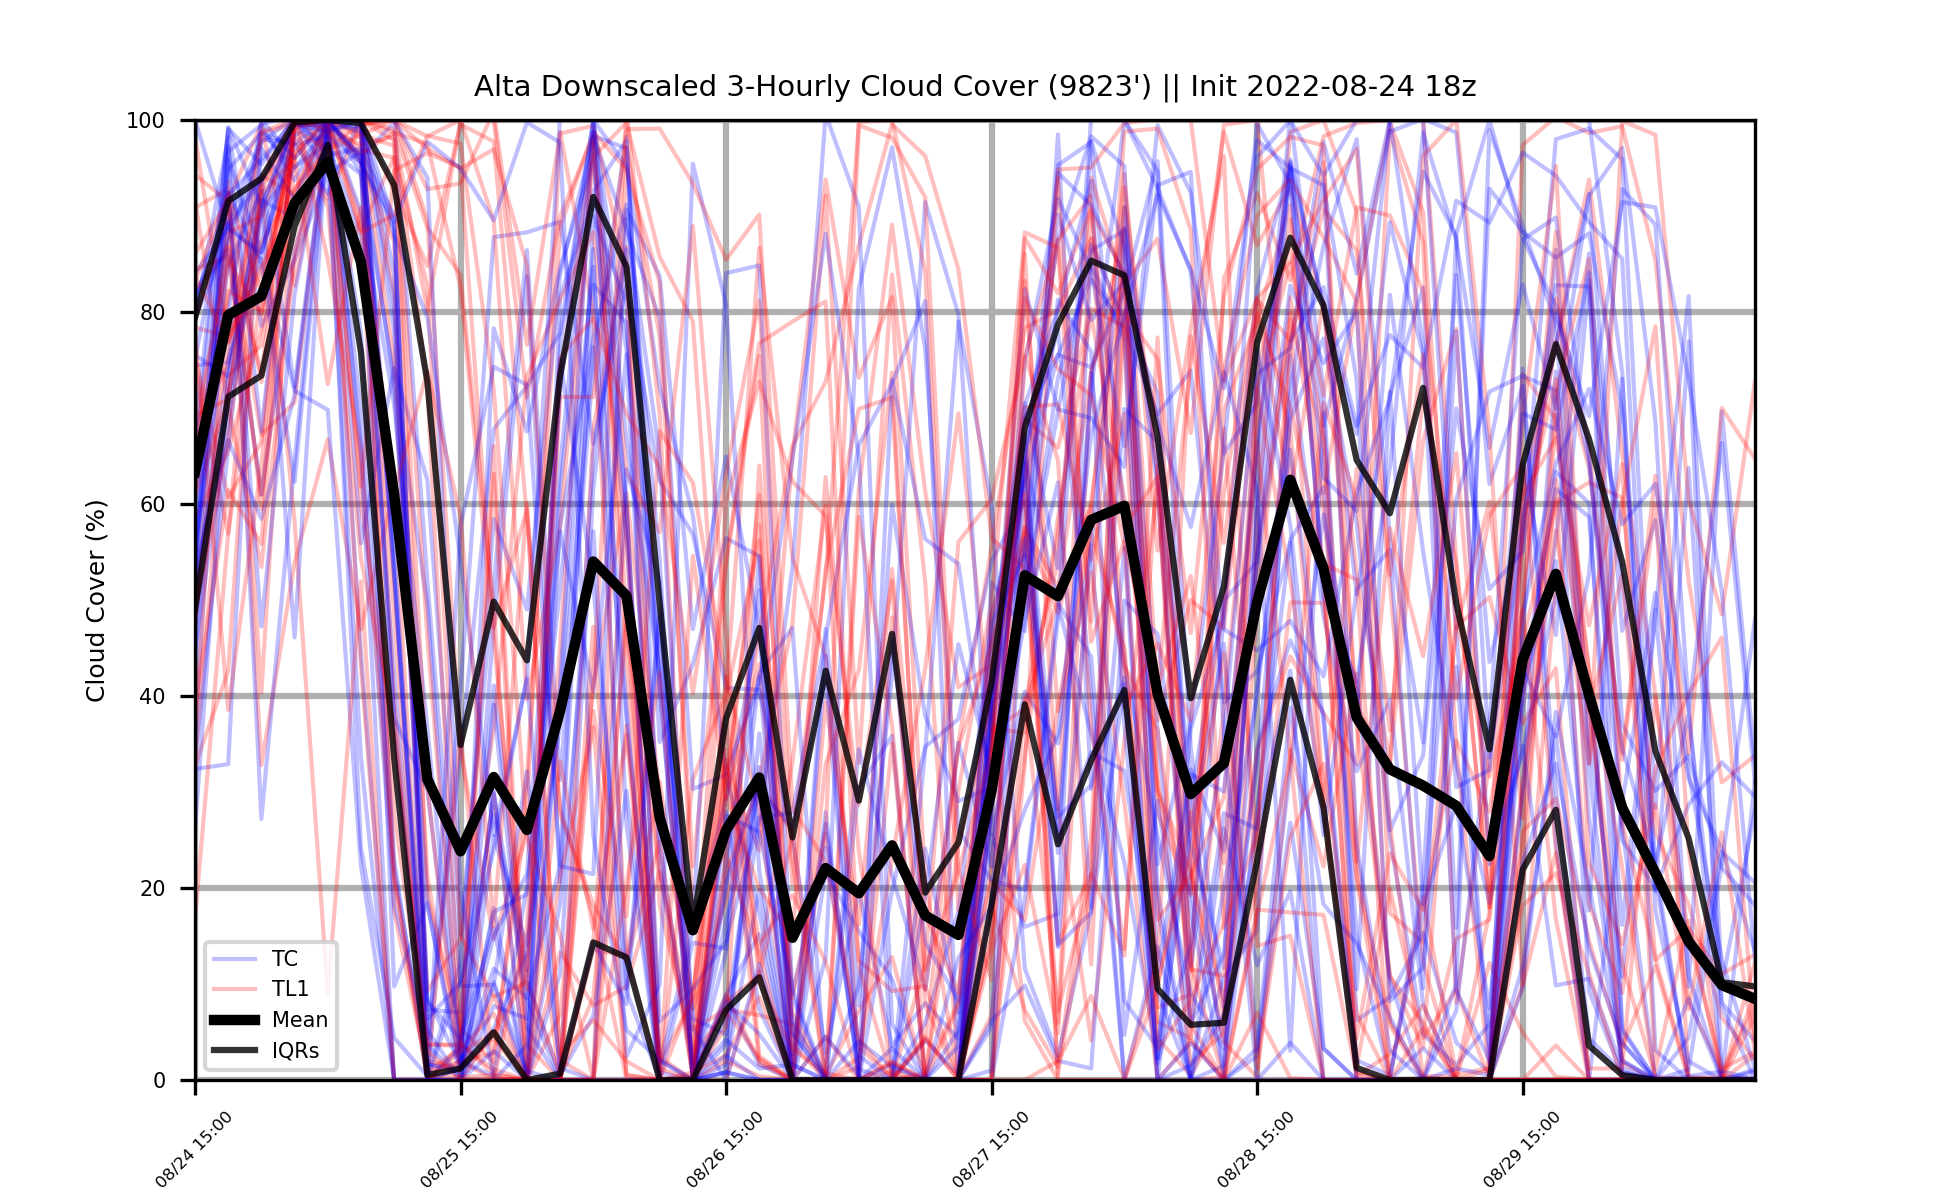 Alta Downscaled 3-Hourly Cloud Cover (9823') || Init 2022-08-24 18z
100
80
60
40
20
0
Cloud Cover (%)
TC
TL1
Mean
IQRs
08/24 15:00
08/25 15:00
08/26 15:00
08/27 15:00
08/28 15:00
08/29 15:00